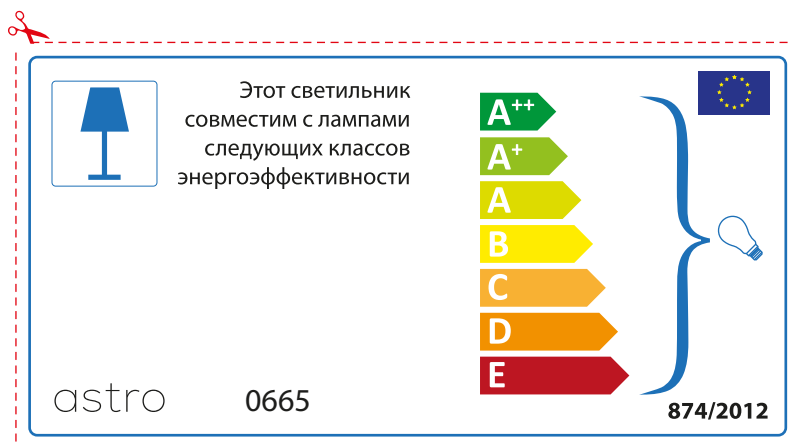 Этот светильник
совместим с лампами
следующих классов
энергоэффективности
A++
A+
A
B
C
D
E
astro 0665
874/2012